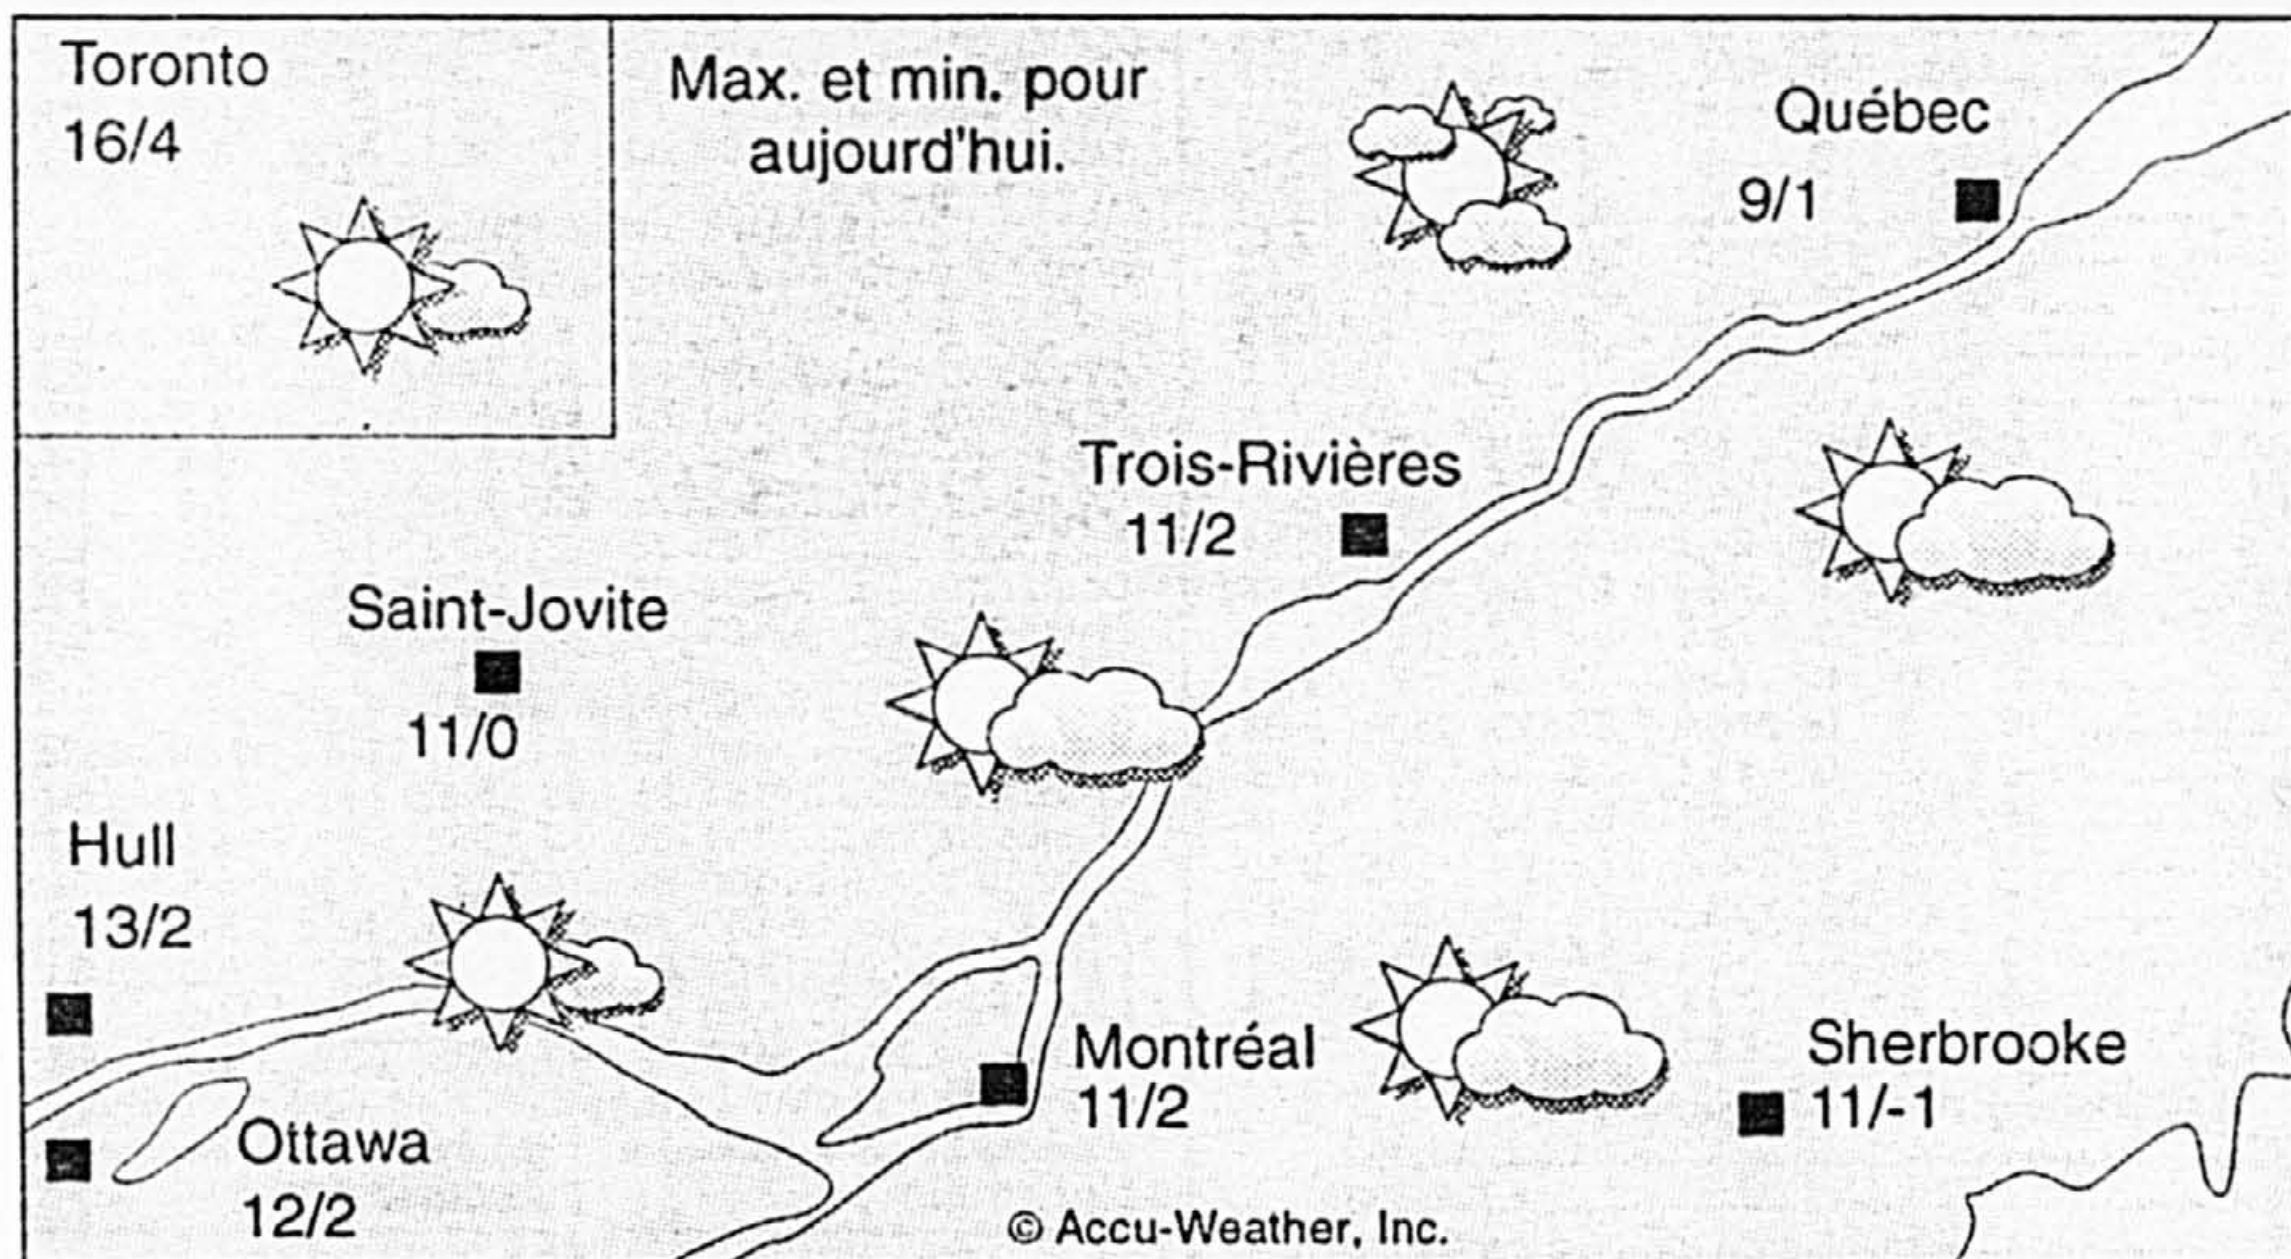 Toronto
16/4
Max. et min. pour
aujourd'hui.
Québec
9/1
Trois-Rivières
11/2
Saint-Jovite
11/0
Hull
13/2
Ottawa
12/2
Montréal
11/2
Sherbrooke
11/-1
© Accu-Weather, Inc.